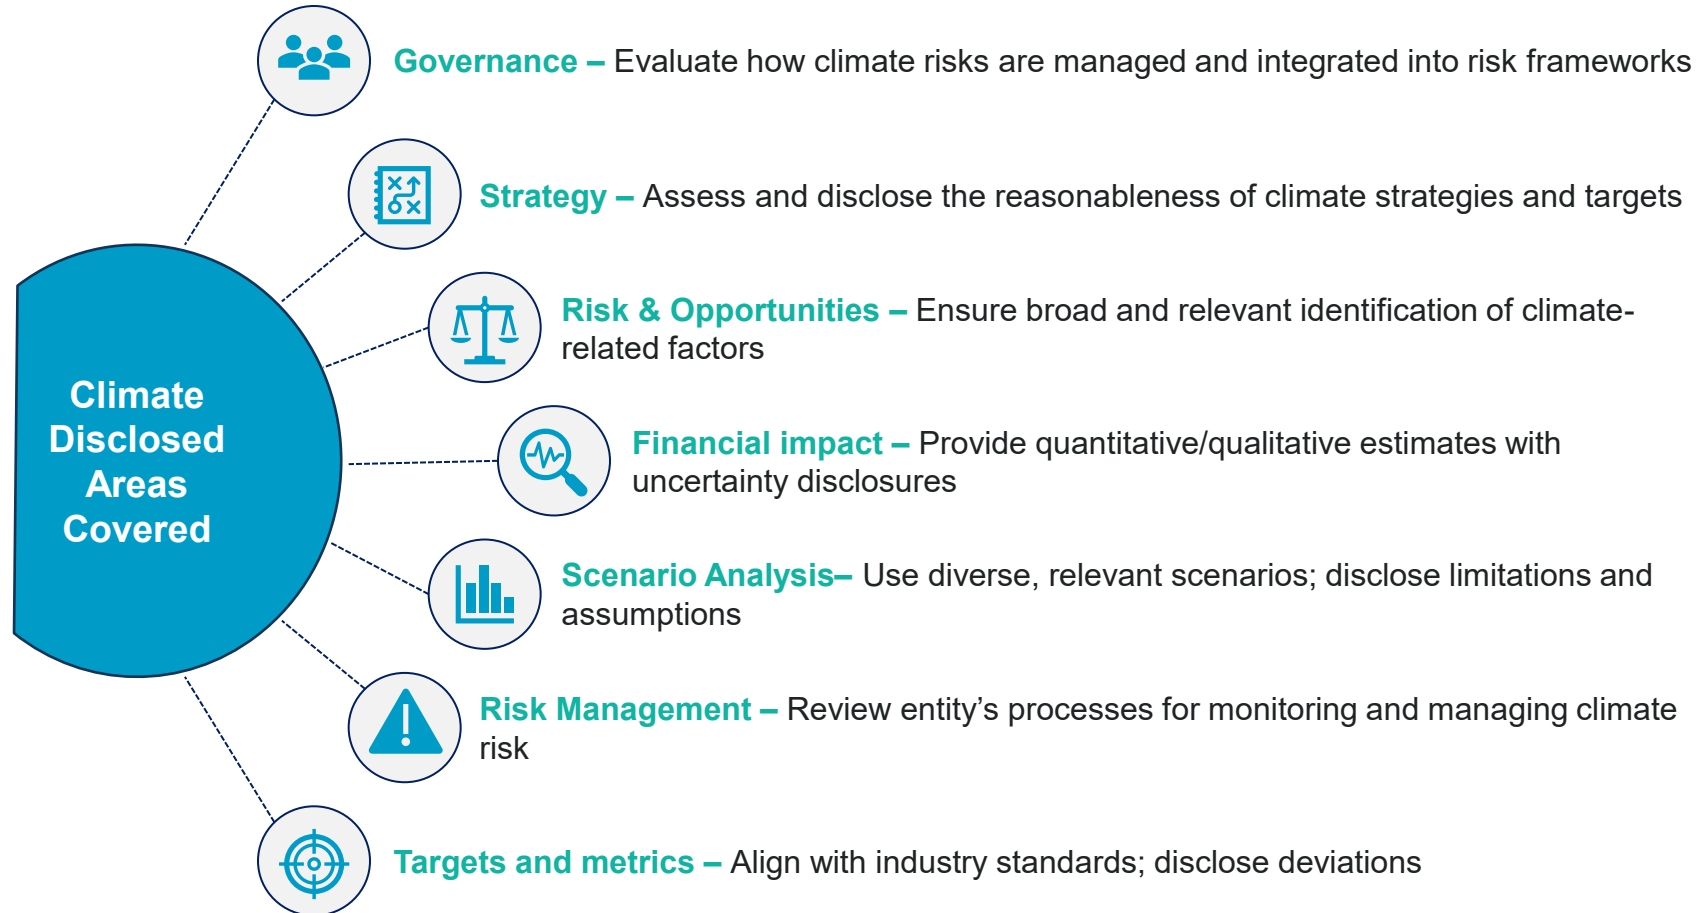 Governance – Evaluate how climate risks are managed and integrated into risk frameworks
Strategy – Assess and disclose the reasonableness of climate strategies and targets
Risk & Opportunities – Ensure broad and relevant identification of climate-
related factors
Climate
Disclosed
Areas
Covered
Financial impact – Provide quantitative/qualitative estimates with
uncertainty disclosures
Scenario Analysis– Use diverse, relevant scenarios; disclose limitations and
assumptions
Risk Management – Review entity’s processes for monitoring and managing climate
risk
Targets and metrics – Align with industry standards; disclose deviations